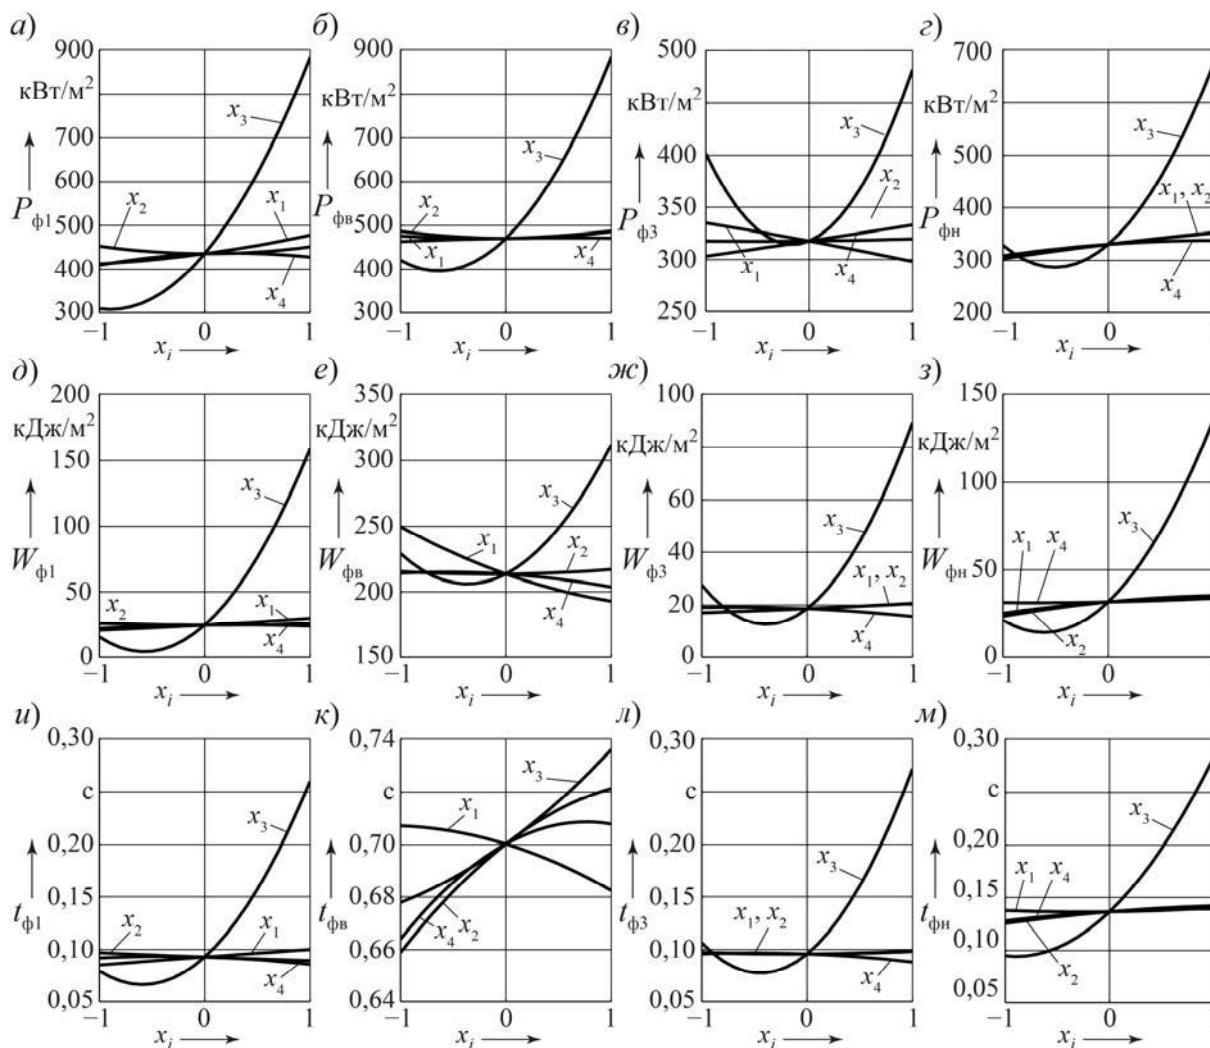 а)
900
кВт/м²
700
600
500
400
300
Pф1
x₃
x₂
x₁
x₄
−1 0 1
xᵢ
б)
900
кВт/м²
700
600
500
400
300
Pфв
x₃
x₂
x₁
x₄
−1 0 1
xᵢ
в)
500
кВт/м²
400
350
250
Pф3
x₃
x₂
x₁
x₄
−1 0 1
xᵢ
г)
700
кВт/м²
500
400
300
200
Pфн
x₃
x₁, x₂
x₄
−1 0 1
xᵢ
д)
200
кДж/м²
150
100
50
0
Wф1
x₃
x₂
x₁
x₄
−1 0 1
xᵢ
е)
350
кДж/м²
300
250
200
150
Wфв
x₃
x₁
x₂
x₄
−1 0 1
xᵢ
ж)
100
кДж/м²
60
40
20
0
Wф3
x₃
x₁, x₂
x₄
−1 0 1
xᵢ
з)
150
кДж/м²
100
50
0
Wфн
x₃
x₁
x₄
x₂
−1 0 1
xᵢ
и)
0,30
с
0,20
0,15
0,10
0,05
tф1
x₃
x₂
x₁
x₄
−1 0 1
xᵢ
к)
0,74
с
0,70
0,68
0,66
0,64
tфв
x₃
x₁
x₄
x₂
−1 0 1
xᵢ
л)
0,30
с
0,20
0,15
0,10
0,05
tф3
x₃
x₁, x₂
x₄
−1 0 1
xᵢ
м)
0,30
с
0,20
0,15
0,10
0,05
tфн
x₃
x₁
x₄
x₂
−1 0 1
xᵢ